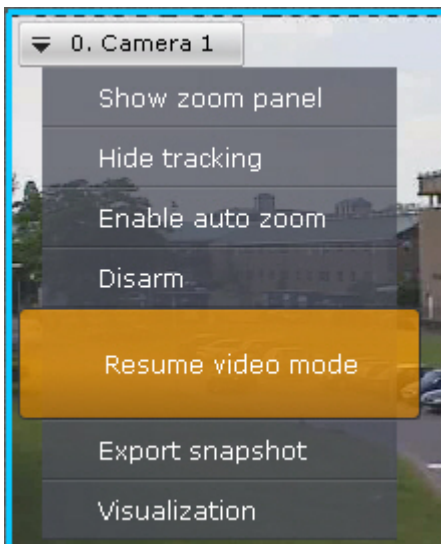 0. Camera 1
Show zoom panel
Hide tracking
Enable auto zoom
Disarm
Resume video mode
Export snapshot
Visualization